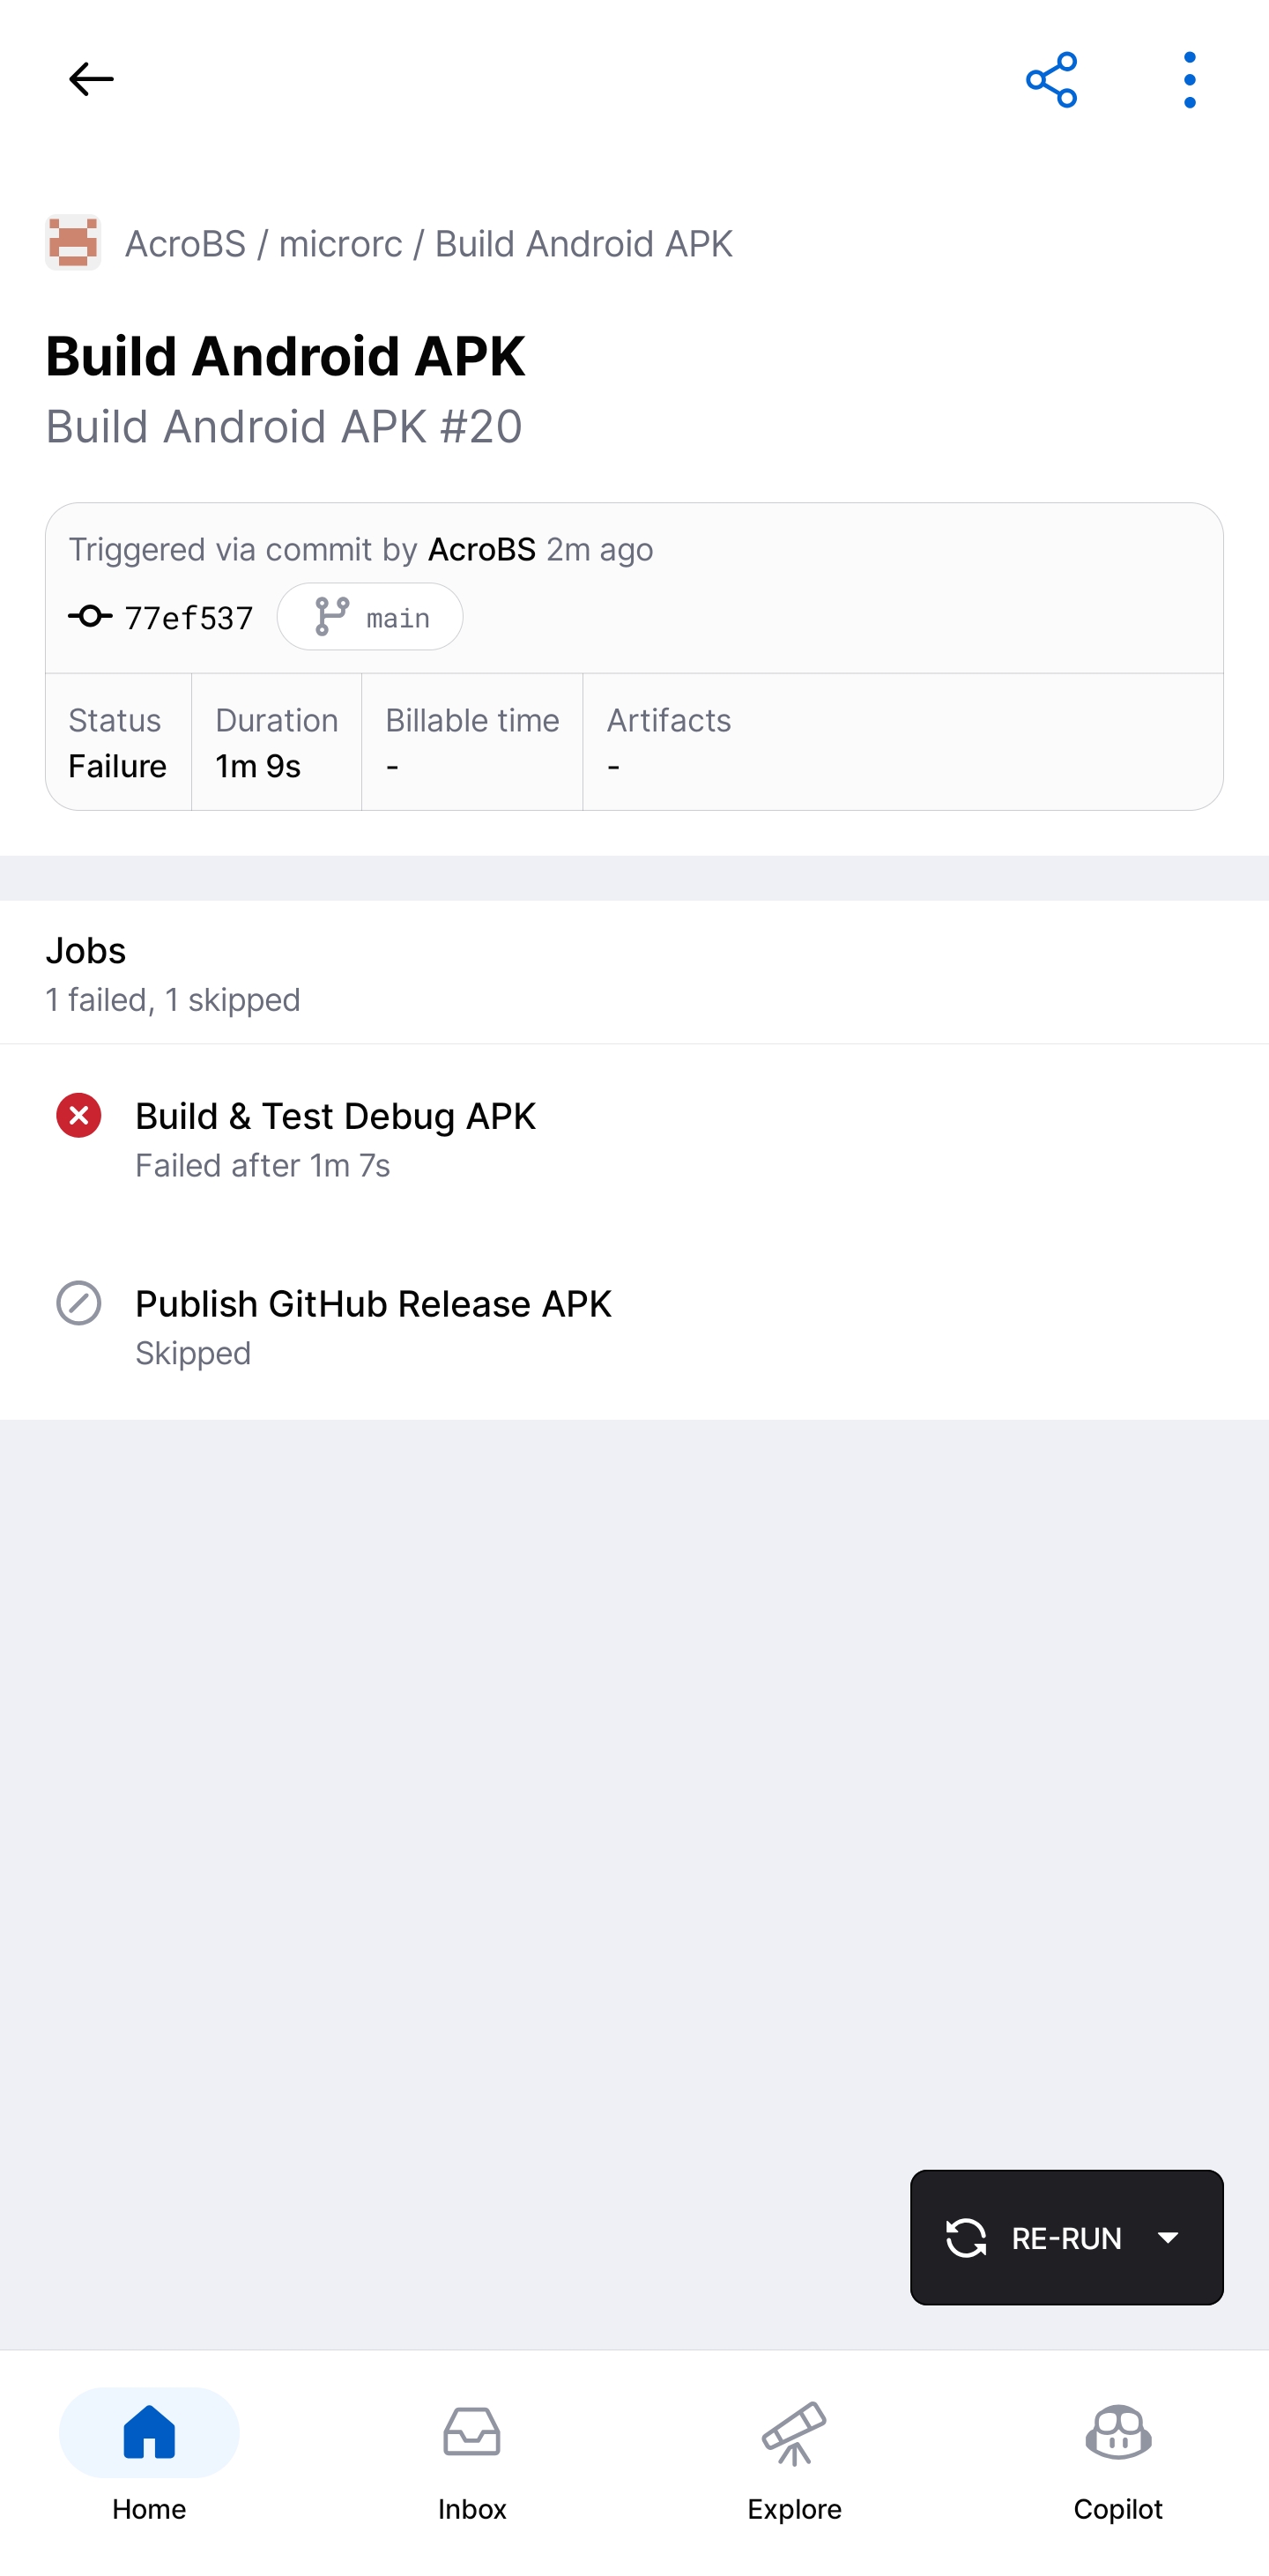 AcroBS / microrc / Build Android APK
Build Android APK
Build Android APK #20
Triggered via commit by AcroBS 2m ago
77ef537 main
Status Duration Billable time Artifacts
Failure 1m 9s - -
Jobs
1 failed, 1 skipped
Build & Test Debug APK
Failed after 1m 7s
Publish GitHub Release APK
Skipped
RE-RUN
Home Inbox Explore Copilot